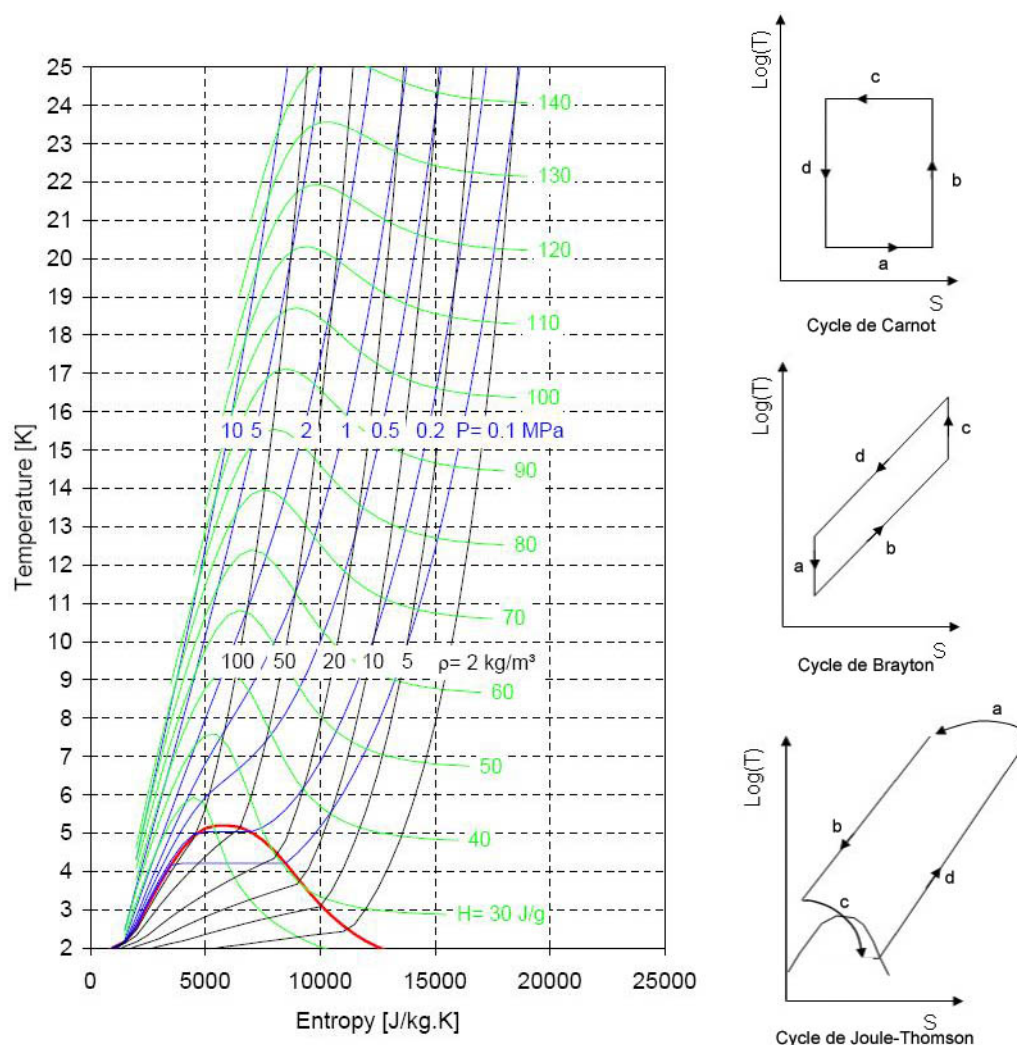 25
24
23
22
21
20
19
18
17
16
15
14
13
12
11
10
9
8
7
6
5
4
3
2
Temperature [K]
140
130
120
110
100
90
80
70
60
50
40
H= 30 J/g
10 5 2 1 0.5 0.2 P= 0.1 MPa
100 50 20 10 5 ρ= 2 kg/m³
0 5000 10000 15000 20000 25000
Entropy [J/kg.K]
Log(T)
c
d
b
a
S
Cycle de Carnot
Log(T)
c
d
a
b
S
Cycle de Brayton
a
Log(T)
b
d
c
S
Cycle de Joule-Thomson